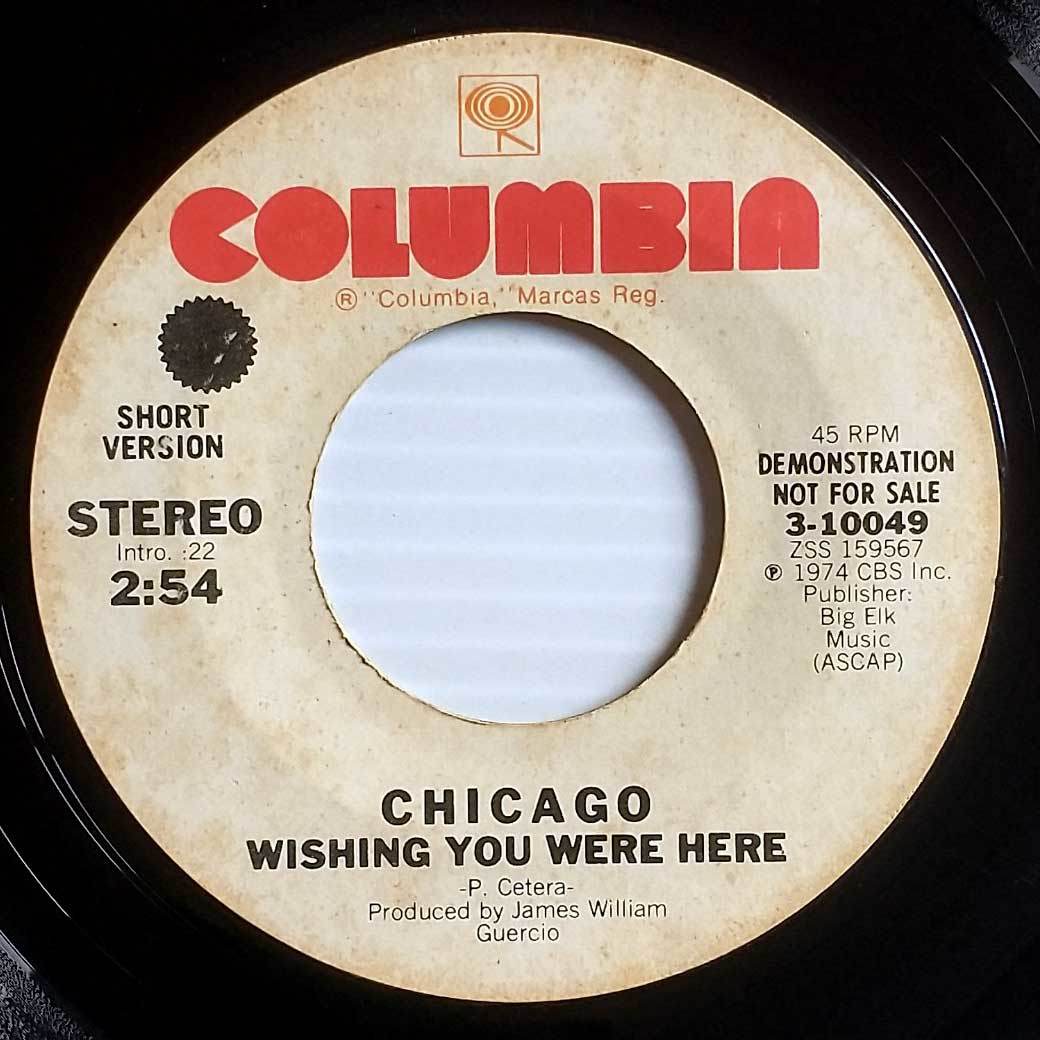 COLUMBIA
® "Columbia," Marcas Reg.
SHORT
VERSION
STEREO
Intro. :22
2:54
45 RPM
DEMONSTRATION
NOT FOR SALE
3-10049
ZSS 159567
℗ 1974 CBS Inc.
Publisher:
Big Elk
Music
(ASCAP)
CHICAGO
WISHING YOU WERE HERE
-P. Cetera-
Produced by James William
Guercio